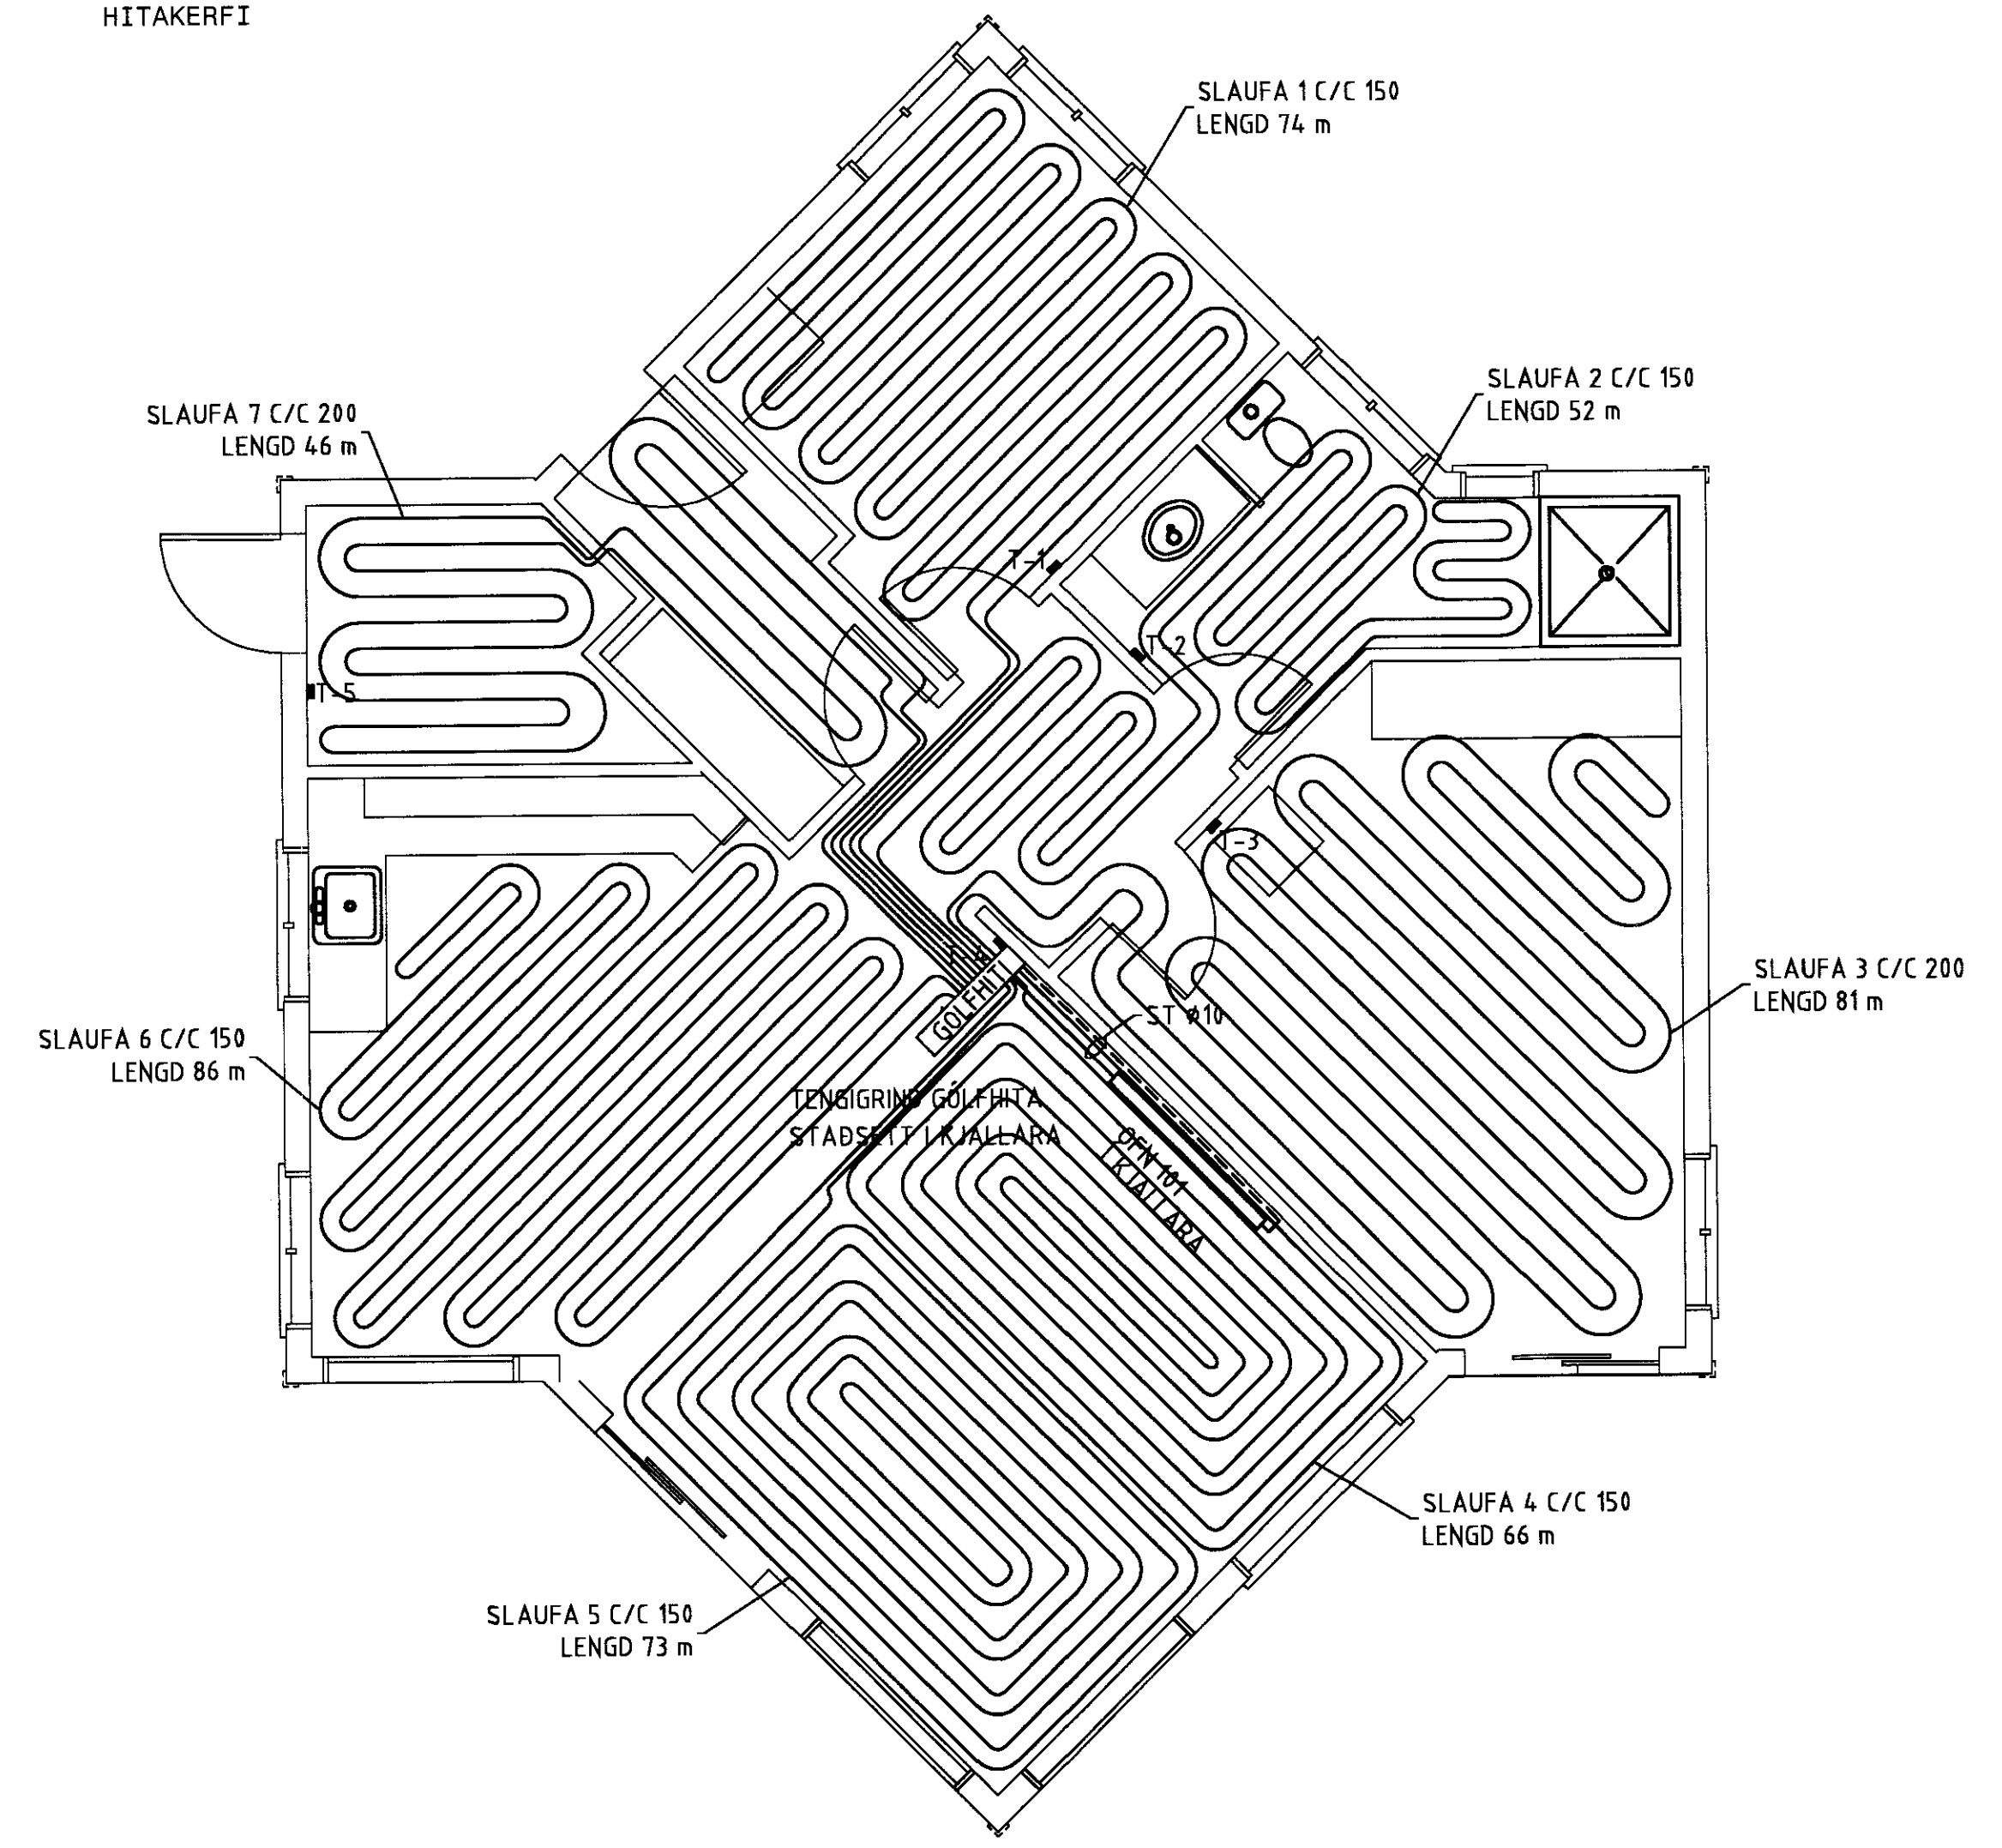 HITAKERFI
SLAUFA 1 C/C 150
LENGD 74 m
SLAUFA 2 C/C 150
LENGD 52 m
SLAUFA 7 C/C 200
LENGD 46 m
T-1
T-2
T-5
T-3
SLAUFA 3 C/C 200
LENGD 81 m
GÓLFHIT
ST ø10
SLAUFA 6 C/C 150
LENGD 86 m
TENGIGRIND GÓLFHITA
STAÐSETT Í KJALLARA
OFN 101
Í KJALLARA
SLAUFA 4 C/C 150
LENGD 66 m
SLAUFA 5 C/C 150
LENGD 73 m